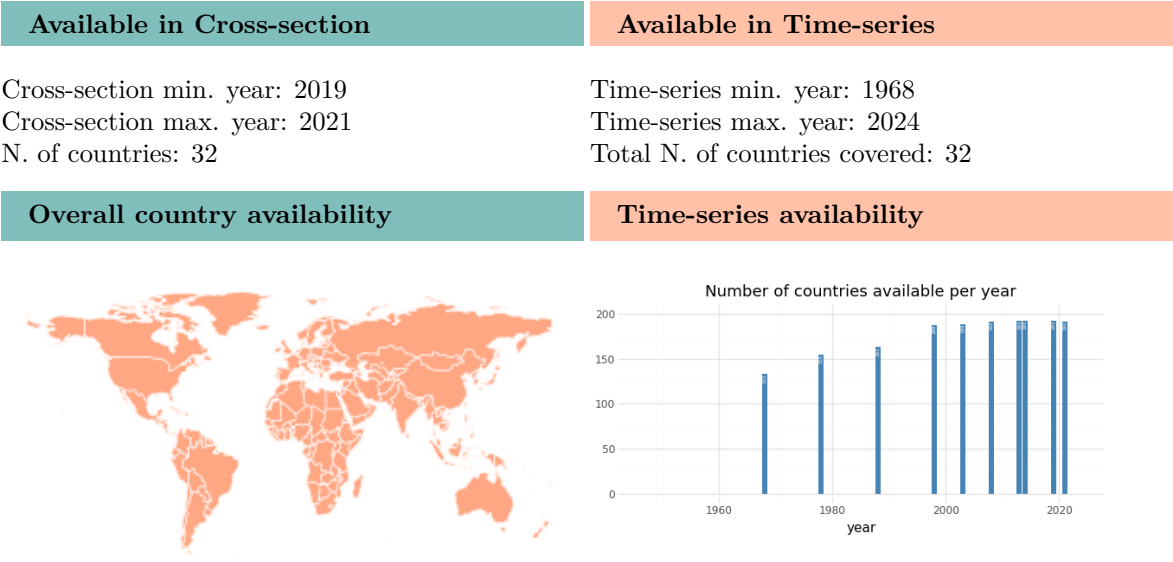 Available in Cross-section
Available in Time-series
Cross-section min. year: 2019
Cross-section max. year: 2021
N. of countries: 32
Time-series min. year: 1968
Time-series max. year: 2024
Total N. of countries covered: 32
Overall country availability
Time-series availability
Number of countries available per year
200
150
100
50
0
1960
1980
2000
2020
year